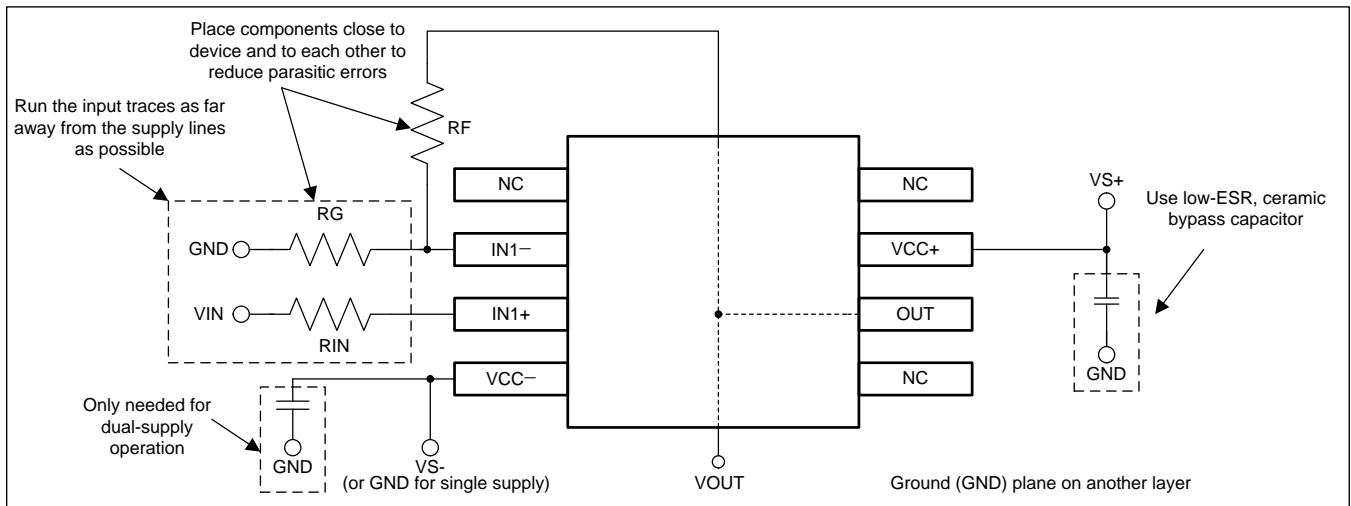 Place components close to
device and to each other to
reduce parasitic errors
Run the input traces as far
away from the supply lines
as possible
RF
NC
NC
VS+
Use low-ESR, ceramic
bypass capacitor
RG
GND
IN1−
VCC+
VIN
IN1+
OUT
RIN
GND
VCC−
NC
Only needed for
dual-supply
operation
GND
VS-
(or GND for single supply)
VOUT
Ground (GND) plane on another layer